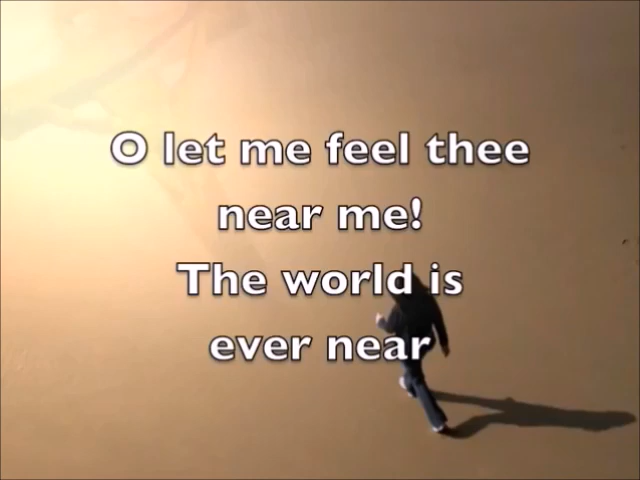 O let me feel thee
near me!
The world is
ever near